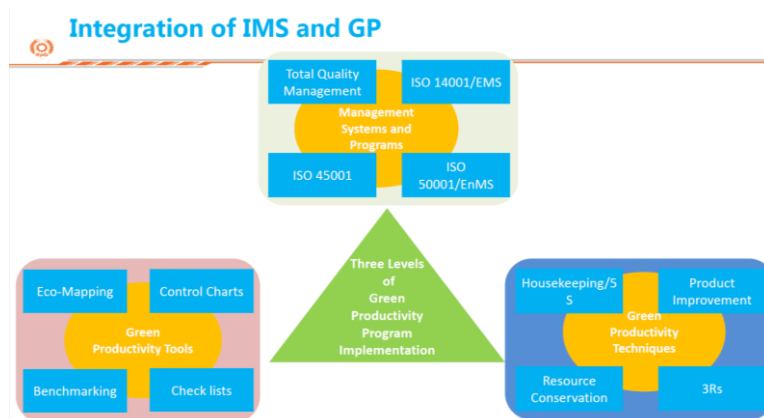 Integration of IMS and GP
Total Quality
Management
ISO 14001/EMS
Management
Systems and
Programs
ISO 45001
ISO
50001/EnMS
Three Levels
of
Green
Productivity
Program
Implementation
Eco-Mapping
Control Charts
Green
Productivity Tools
Benchmarking
Check lists
Housekeeping/5
S
Product
Improvement
Green
Productivity
Techniques
Resource
Conservation
3Rs